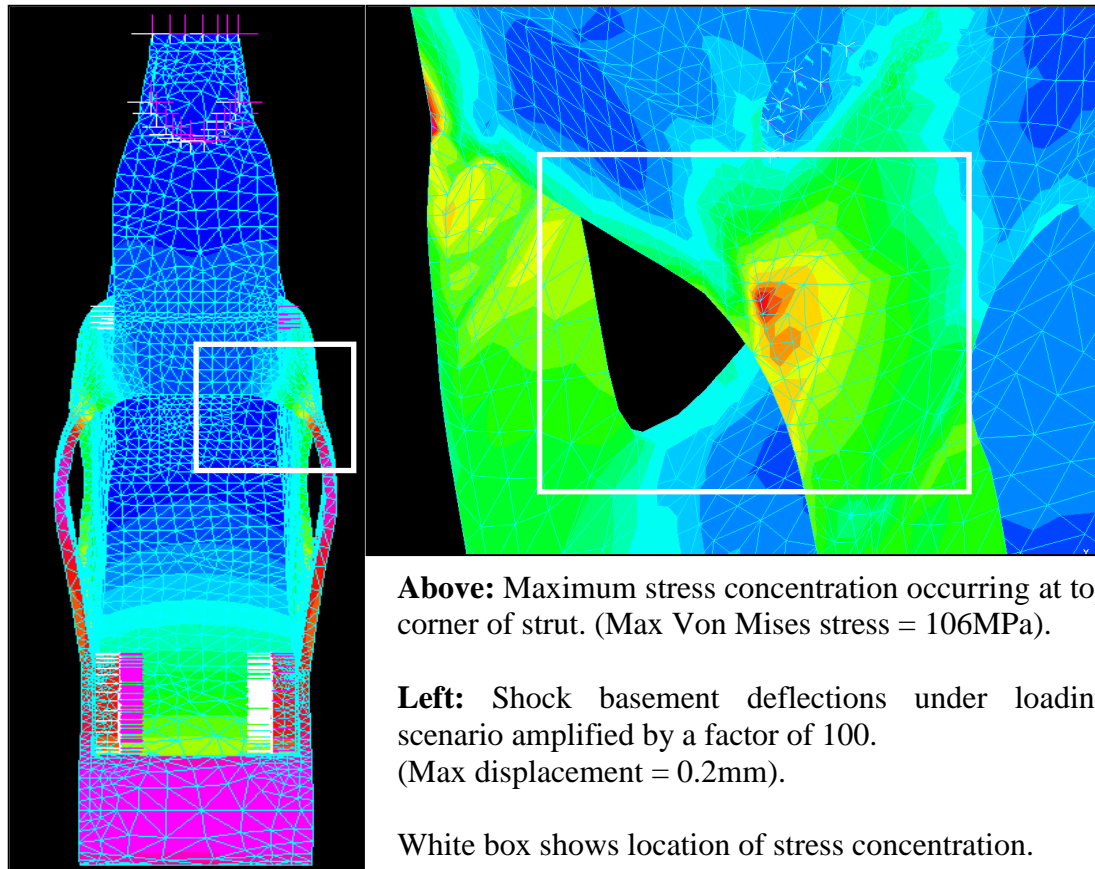 Above: Maximum stress concentration occurring at to
corner of strut. (Max Von Mises stress = 106MPa).
Left: Shock basement deflections under loadin
scenario amplified by a factor of 100.
(Max displacement = 0.2mm).
White box shows location of stress concentration.
Y